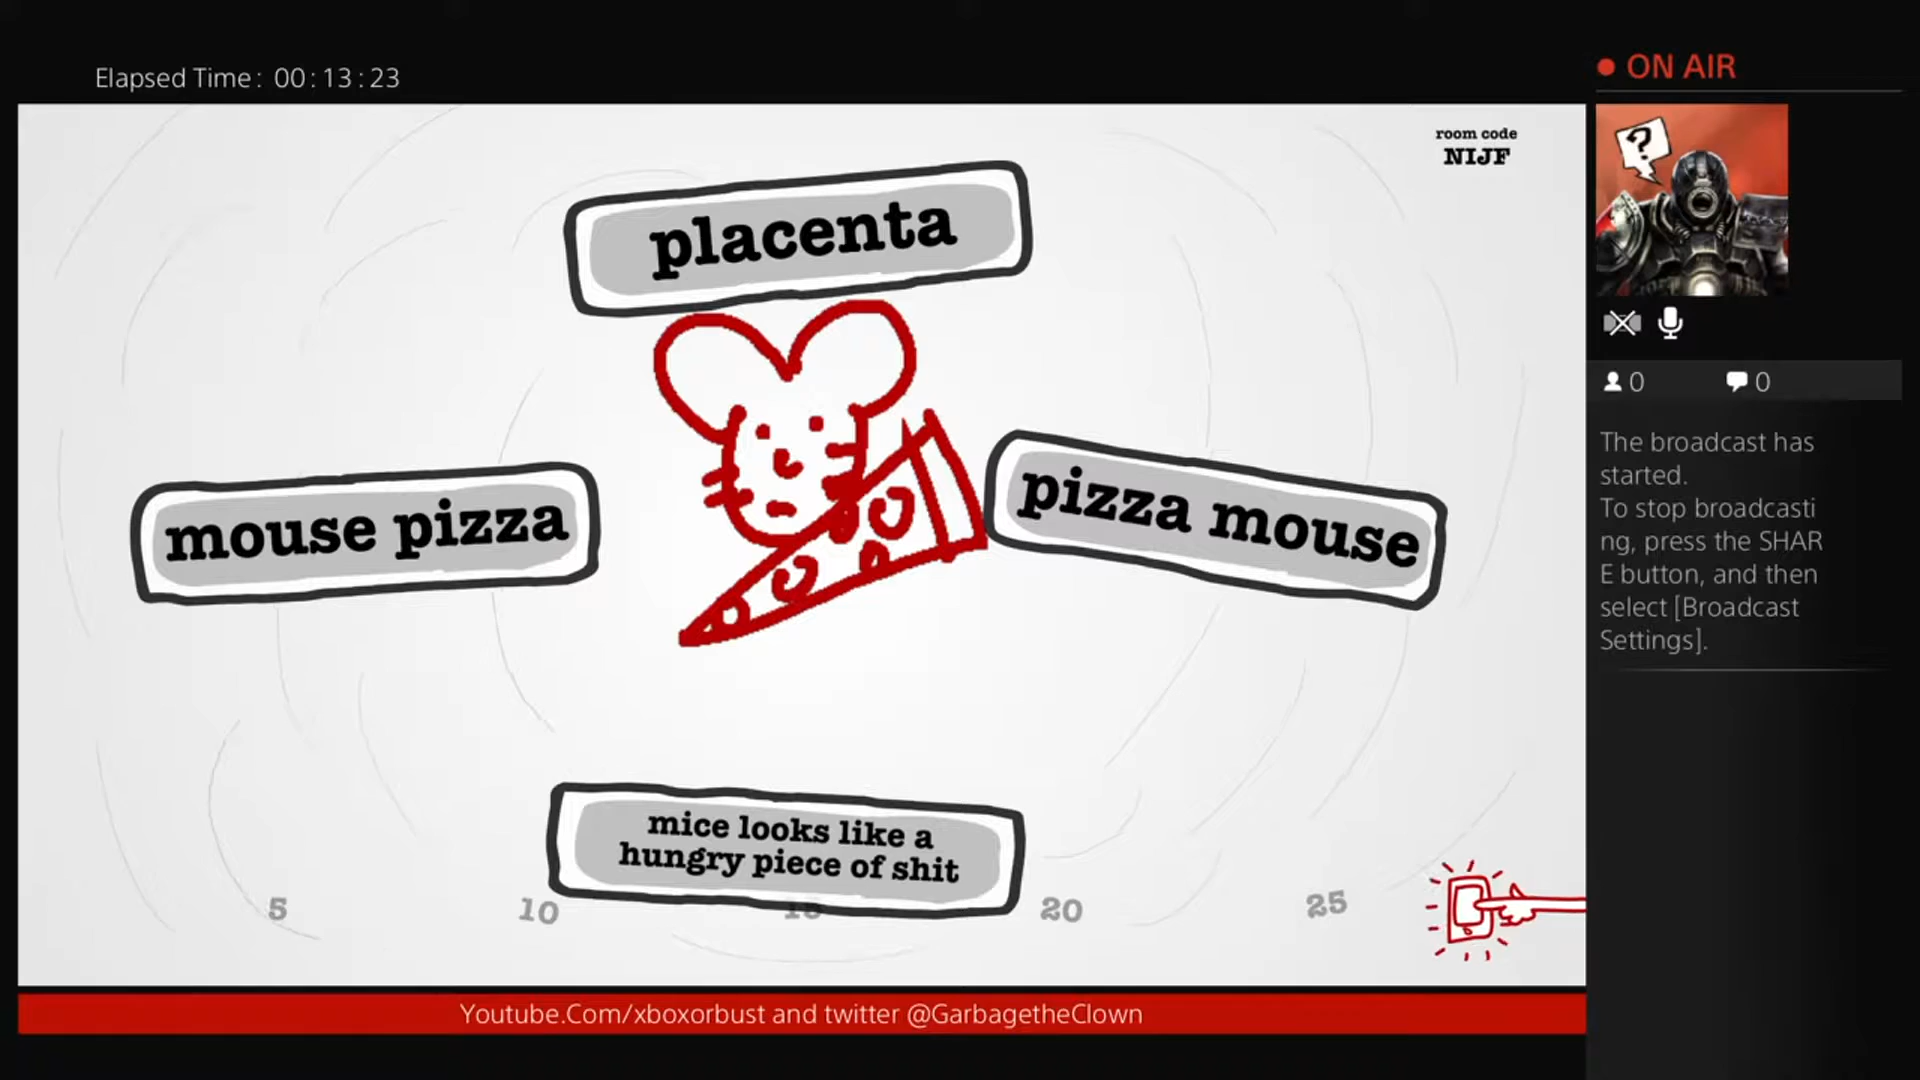 Elapsed Time: 00:13:23
ON AIR
room code
NIJF
?
placenta
mouse pizza
pizza mouse
mice looks like a
hungry piece of shit
5
10
15
20
25
0
0
The broadcast has
started.
To stop broadcasti
ng, press the SHAR
E button, and then
select [Broadcast
Settings].
Youtube.Com/xboxorbust and twitter @GarbagetheClown